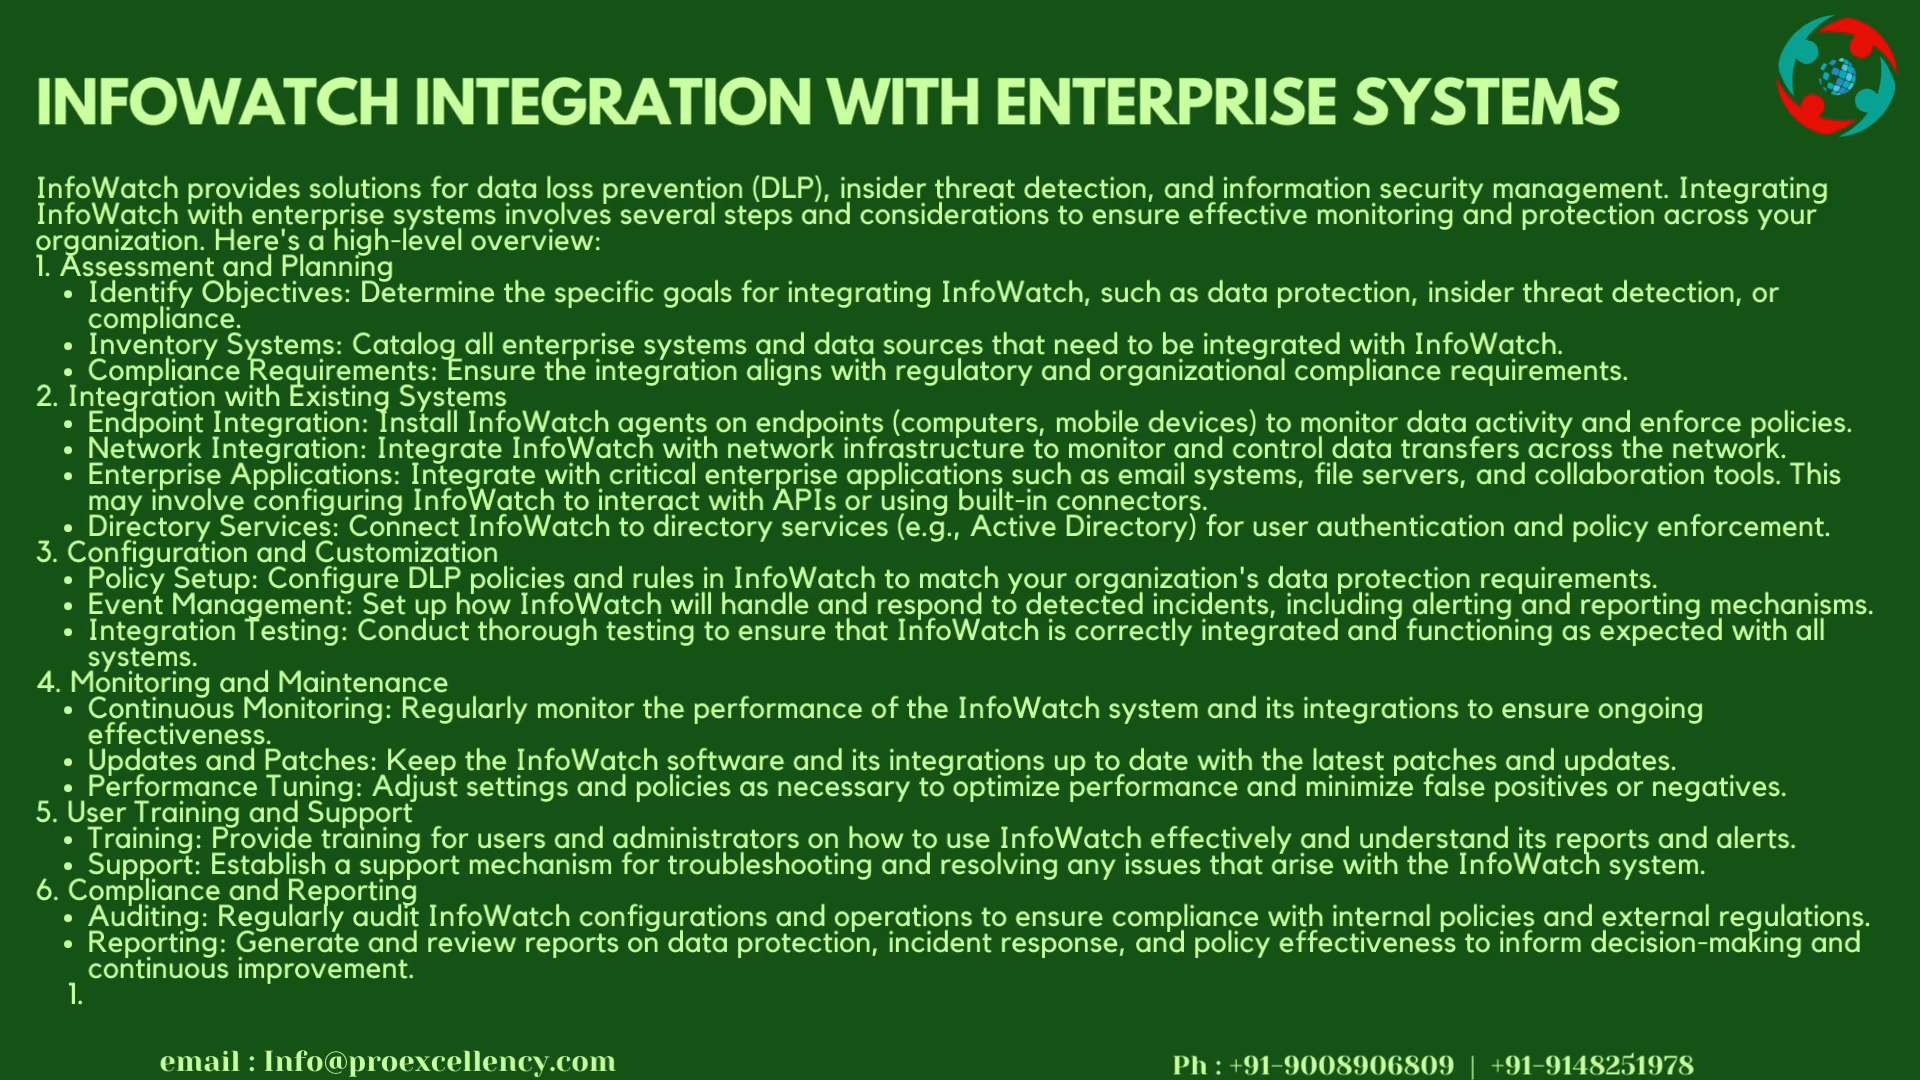 INFOWATCH INTEGRATION WITH ENTERPRISE SYSTEMS
InfoWatch provides solutions for data loss prevention (DLP), insider threat detection, and information security management. Integrating
InfoWatch with enterprise systems involves several steps and considerations to ensure effective monitoring and protection across your
organization. Here's a high-level overview:
1. Assessment and Planning
• Identify Objectives: Determine the specific goals for integrating InfoWatch, such as data protection, insider threat detection, or
compliance.
• Inventory Systems: Catalog all enterprise systems and data sources that need to be integrated with InfoWatch.
• Compliance Requirements: Ensure the integration aligns with regulatory and organizational compliance requirements.
2. Integration with Existing Systems
• Endpoint Integration: Install InfoWatch agents on endpoints (computers, mobile devices) to monitor data activity and enforce policies.
• Network Integration: Integrate InfoWatch with network infrastructure to monitor and control data transfers across the network.
• Enterprise Applications: Integrate with critical enterprise applications such as email systems, file servers, and collaboration tools. This
may involve configuring InfoWatch to interact with APIs or using built-in connectors.
• Directory Services: Connect InfoWatch to directory services (e.g., Active Directory) for user authentication and policy enforcement.
3. Configuration and Customization
• Policy Setup: Configure DLP policies and rules in InfoWatch to match your organization's data protection requirements.
• Event Management: Set up how InfoWatch will handle and respond to detected incidents, including alerting and reporting mechanisms.
• Integration Testing: Conduct thorough testing to ensure that InfoWatch is correctly integrated and functioning as expected with all
systems.
4. Monitoring and Maintenance
• Continuous Monitoring: Regularly monitor the performance of the InfoWatch system and its integrations to ensure ongoing
effectiveness.
• Updates and Patches: Keep the InfoWatch software and its integrations up to date with the latest patches and updates.
• Performance Tuning: Adjust settings and policies as necessary to optimize performance and minimize false positives or negatives.
5. User Training and Support
• Training: Provide training for users and administrators on how to use InfoWatch effectively and understand its reports and alerts.
• Support: Establish a support mechanism for troubleshooting and resolving any issues that arise with the InfoWatch system.
6. Compliance and Reporting
• Auditing: Regularly audit InfoWatch configurations and operations to ensure compliance with internal policies and external regulations.
• Reporting: Generate and review reports on data protection, incident response, and policy effectiveness to inform decision-making and
continuous improvement.
1.
email : Info@proexcellency.com
Ph : +91-9008906809 | +91-9148251978